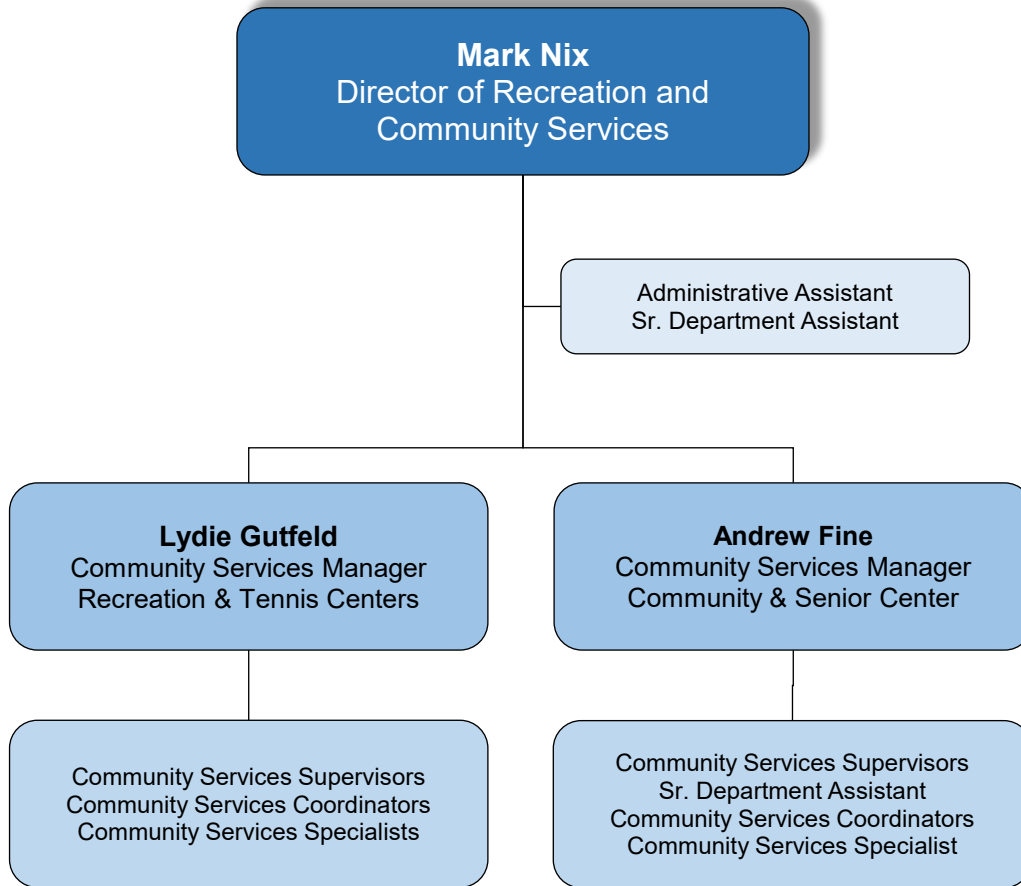 Mark Nix
Director of Recreation and
Community Services
Administrative Assistant
Sr. Department Assistant
Lydie Gutfeld
Community Services Manager
Recreation & Tennis Centers
Andrew Fine
Community Services Manager
Community & Senior Center
Community Services Supervisors
Community Services Coordinators
Community Services Specialists
Community Services Supervisors
Sr. Department Assistant
Community Services Coordinators
Community Services Specialist